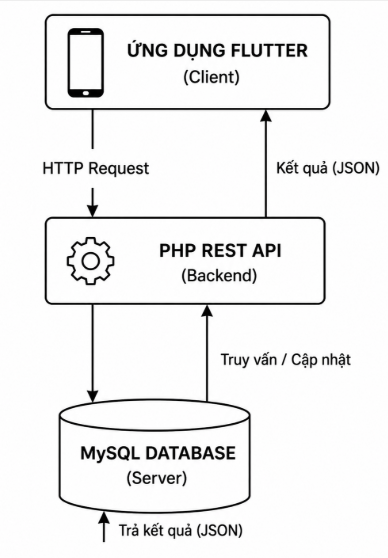 ỨNG DỤNG FLUTTER
(Client)
HTTP Request
Kết quả (JSON)
PHP REST API
(Backend)
Truy vấn / Cập nhật
MySQL DATABASE
(Server)
Trả kết quả (JSON)